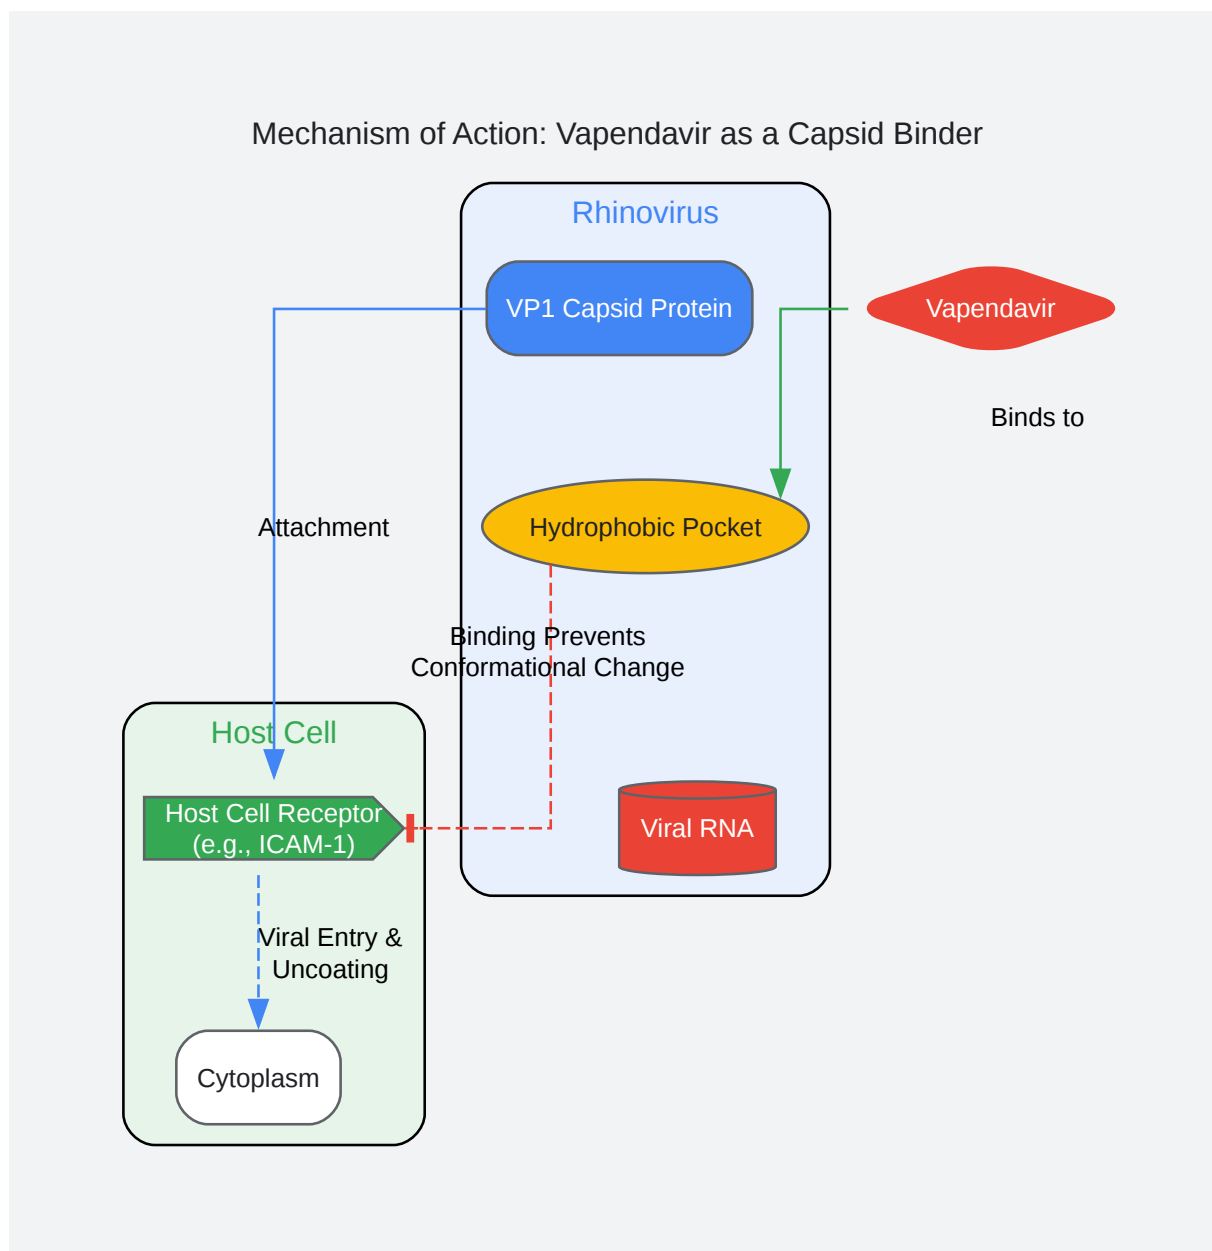 Mechanism of Action: Vapendavir as a Capsid Binder
Rhinovirus
VP1 Capsid Protein
Vapendavir
Binds to
Hydrophobic Pocket
Attachment
Binding Prevents
Conformational Change
Host Cell
Host Cell Receptor
(e.g., ICAM-1)
Viral RNA
Viral Entry &
Uncoating
Cytoplasm